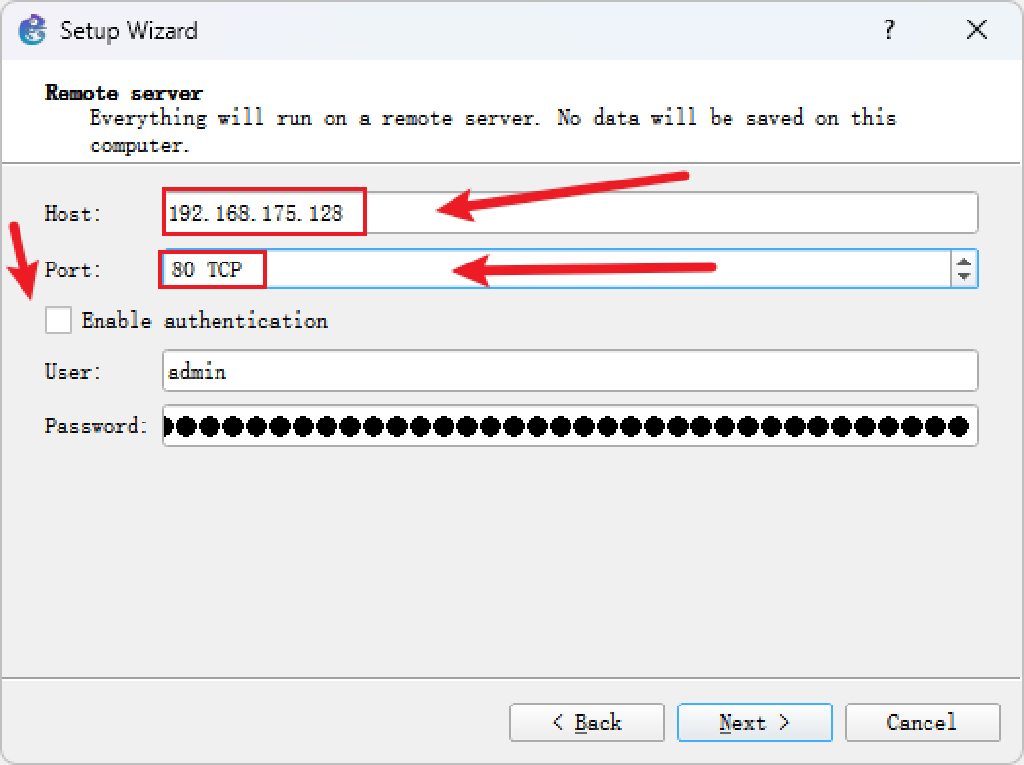 Setup Wizard
?
Remote server
Everything will run on a remote server. No data will be saved on this
computer.
Host: 192.168.175.128
Port: 80 TCP
Enable authentication
User: admin
Password: ●●●●●●●●●●●●●●●●●●●●●●●●●●●●●●●●●●●
< Back Next > Cancel